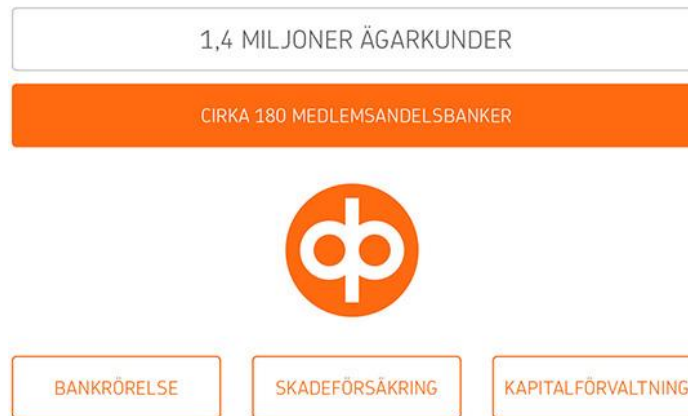 1,4 MILJONER ÄGARKUNDER
CIRKA 180 MEDLEMSANDELSBANKER
BANKRÖRELSE
SKADEFÖRSÄKRING
KAPITALFÖRVALTNING